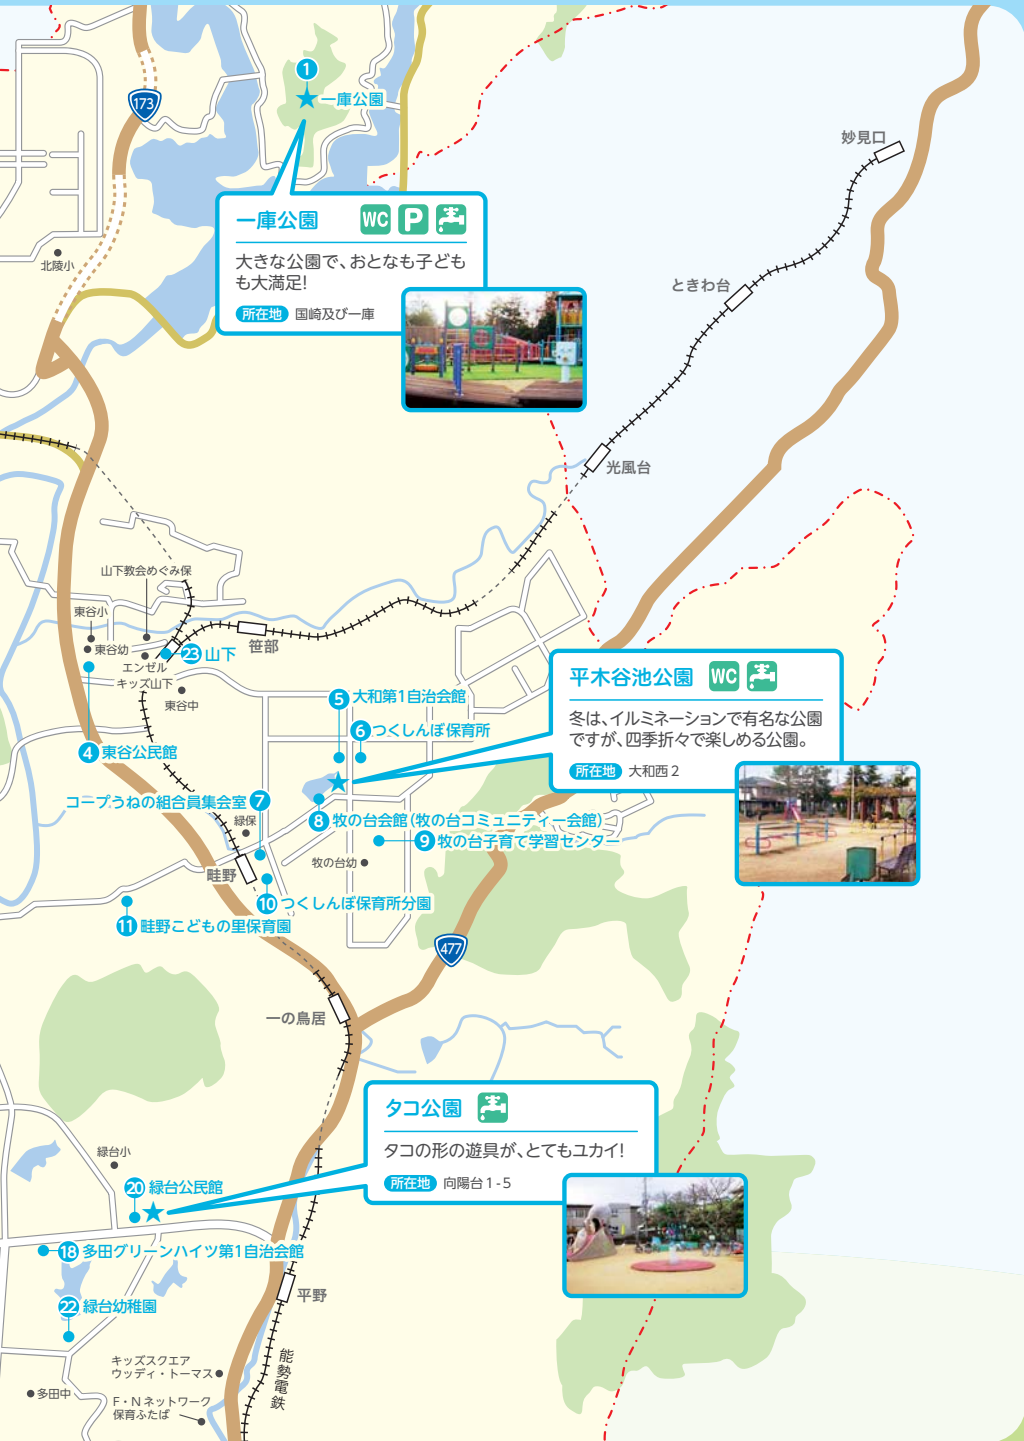 1
一庫公園
173
妙見口
一庫公園 WC P
大きな公園で、おとなも子ども
も大満足!
所在地 国崎及び一庫
北陵小
ときわ台
光風台
山下教会めぐみ保
東谷小
東谷幼
笹部
23 山下
エンゼル
キッズ山下
東谷中
平木谷池公園 WC
冬は、イルミネーションで有名な公園
ですが、四季折々で楽しめる公園。
所在地 大和西2
5 大和第1自治会館
6 つくしんぼ保育所
4 東谷公民館
コープうねの組合員集会室 7
緑保
8 牧の台会館(牧の台コミュニティー会館)
9 牧の台子育て学習センター
牧の台幼
畦野
10 つくしんぼ保育所分園
11 畦野こどもの里保育園
477
一の鳥居
タコ公園
タコの形の遊具が、とてもユカイ!
所在地 向陽台1-5
緑台小
20 緑台公民館
18 多田グリーンハイツ第1自治会館
平野
22 緑台幼稚園
能勢電鉄
キッズスクエア
ウッディ・トーマス
多田中
F・Nネットワーク
保育ふたば